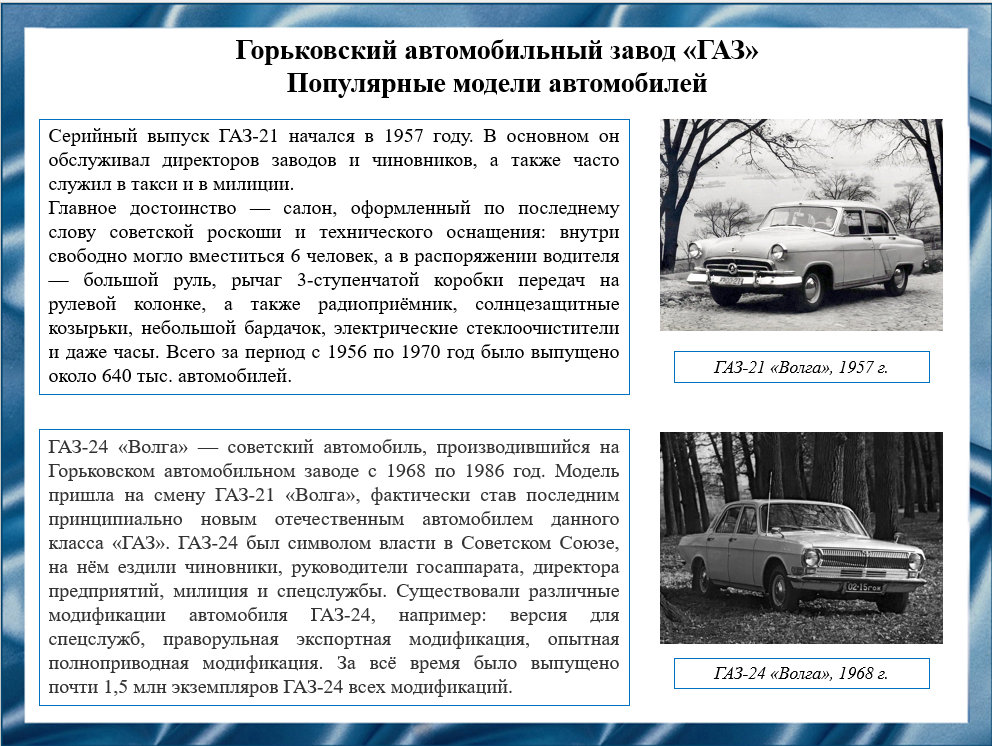 Горьковский автомобильный завод «ГАЗ»
Популярные модели автомобилей
Серийный выпуск ГАЗ-21 начался в 1957 году. В основном он
обслуживал директоров заводов и чиновников, а также часто
служил в такси и в милиции.
Главное достоинство — салон, оформленный по последнему
слову советской роскоши и технического оснащения: внутри
свободно могло вместиться 6 человек, а в распоряжении водителя
— большой руль, рычаг 3-ступенчатой коробки передач на
рулевой колонке, а также радиоприёмник, солнцезащитные
козырьки, небольшой бардачок, электрические стеклоочистители
и даже часы. Всего за период с 1956 по 1970 год было выпущено
около 640 тыс. автомобилей.
ГАЗ-21 «Волга», 1957 г.
ГАЗ-24 «Волга» — советский автомобиль, производившийся на
Горьковском автомобильном заводе с 1968 по 1986 год. Модель
пришла на смену ГАЗ-21 «Волга», фактически став последним
принципиально новым отечественным автомобилем данного
класса «ГАЗ». ГАЗ-24 был символом власти в Советском Союзе,
на нём ездили чиновники, руководители госаппарата, директора
предприятий, милиция и спецслужбы. Существовали различные
модификации автомобиля ГАЗ-24, например: версия для
спецслужб, праворульная экспортная модификация, опытная
полноприводная модификация. За всё время было выпущено
почти 1,5 млн экземпляров ГАЗ-24 всех модификаций.
02-15
ГАЗ-24 «Волга», 1968 г.